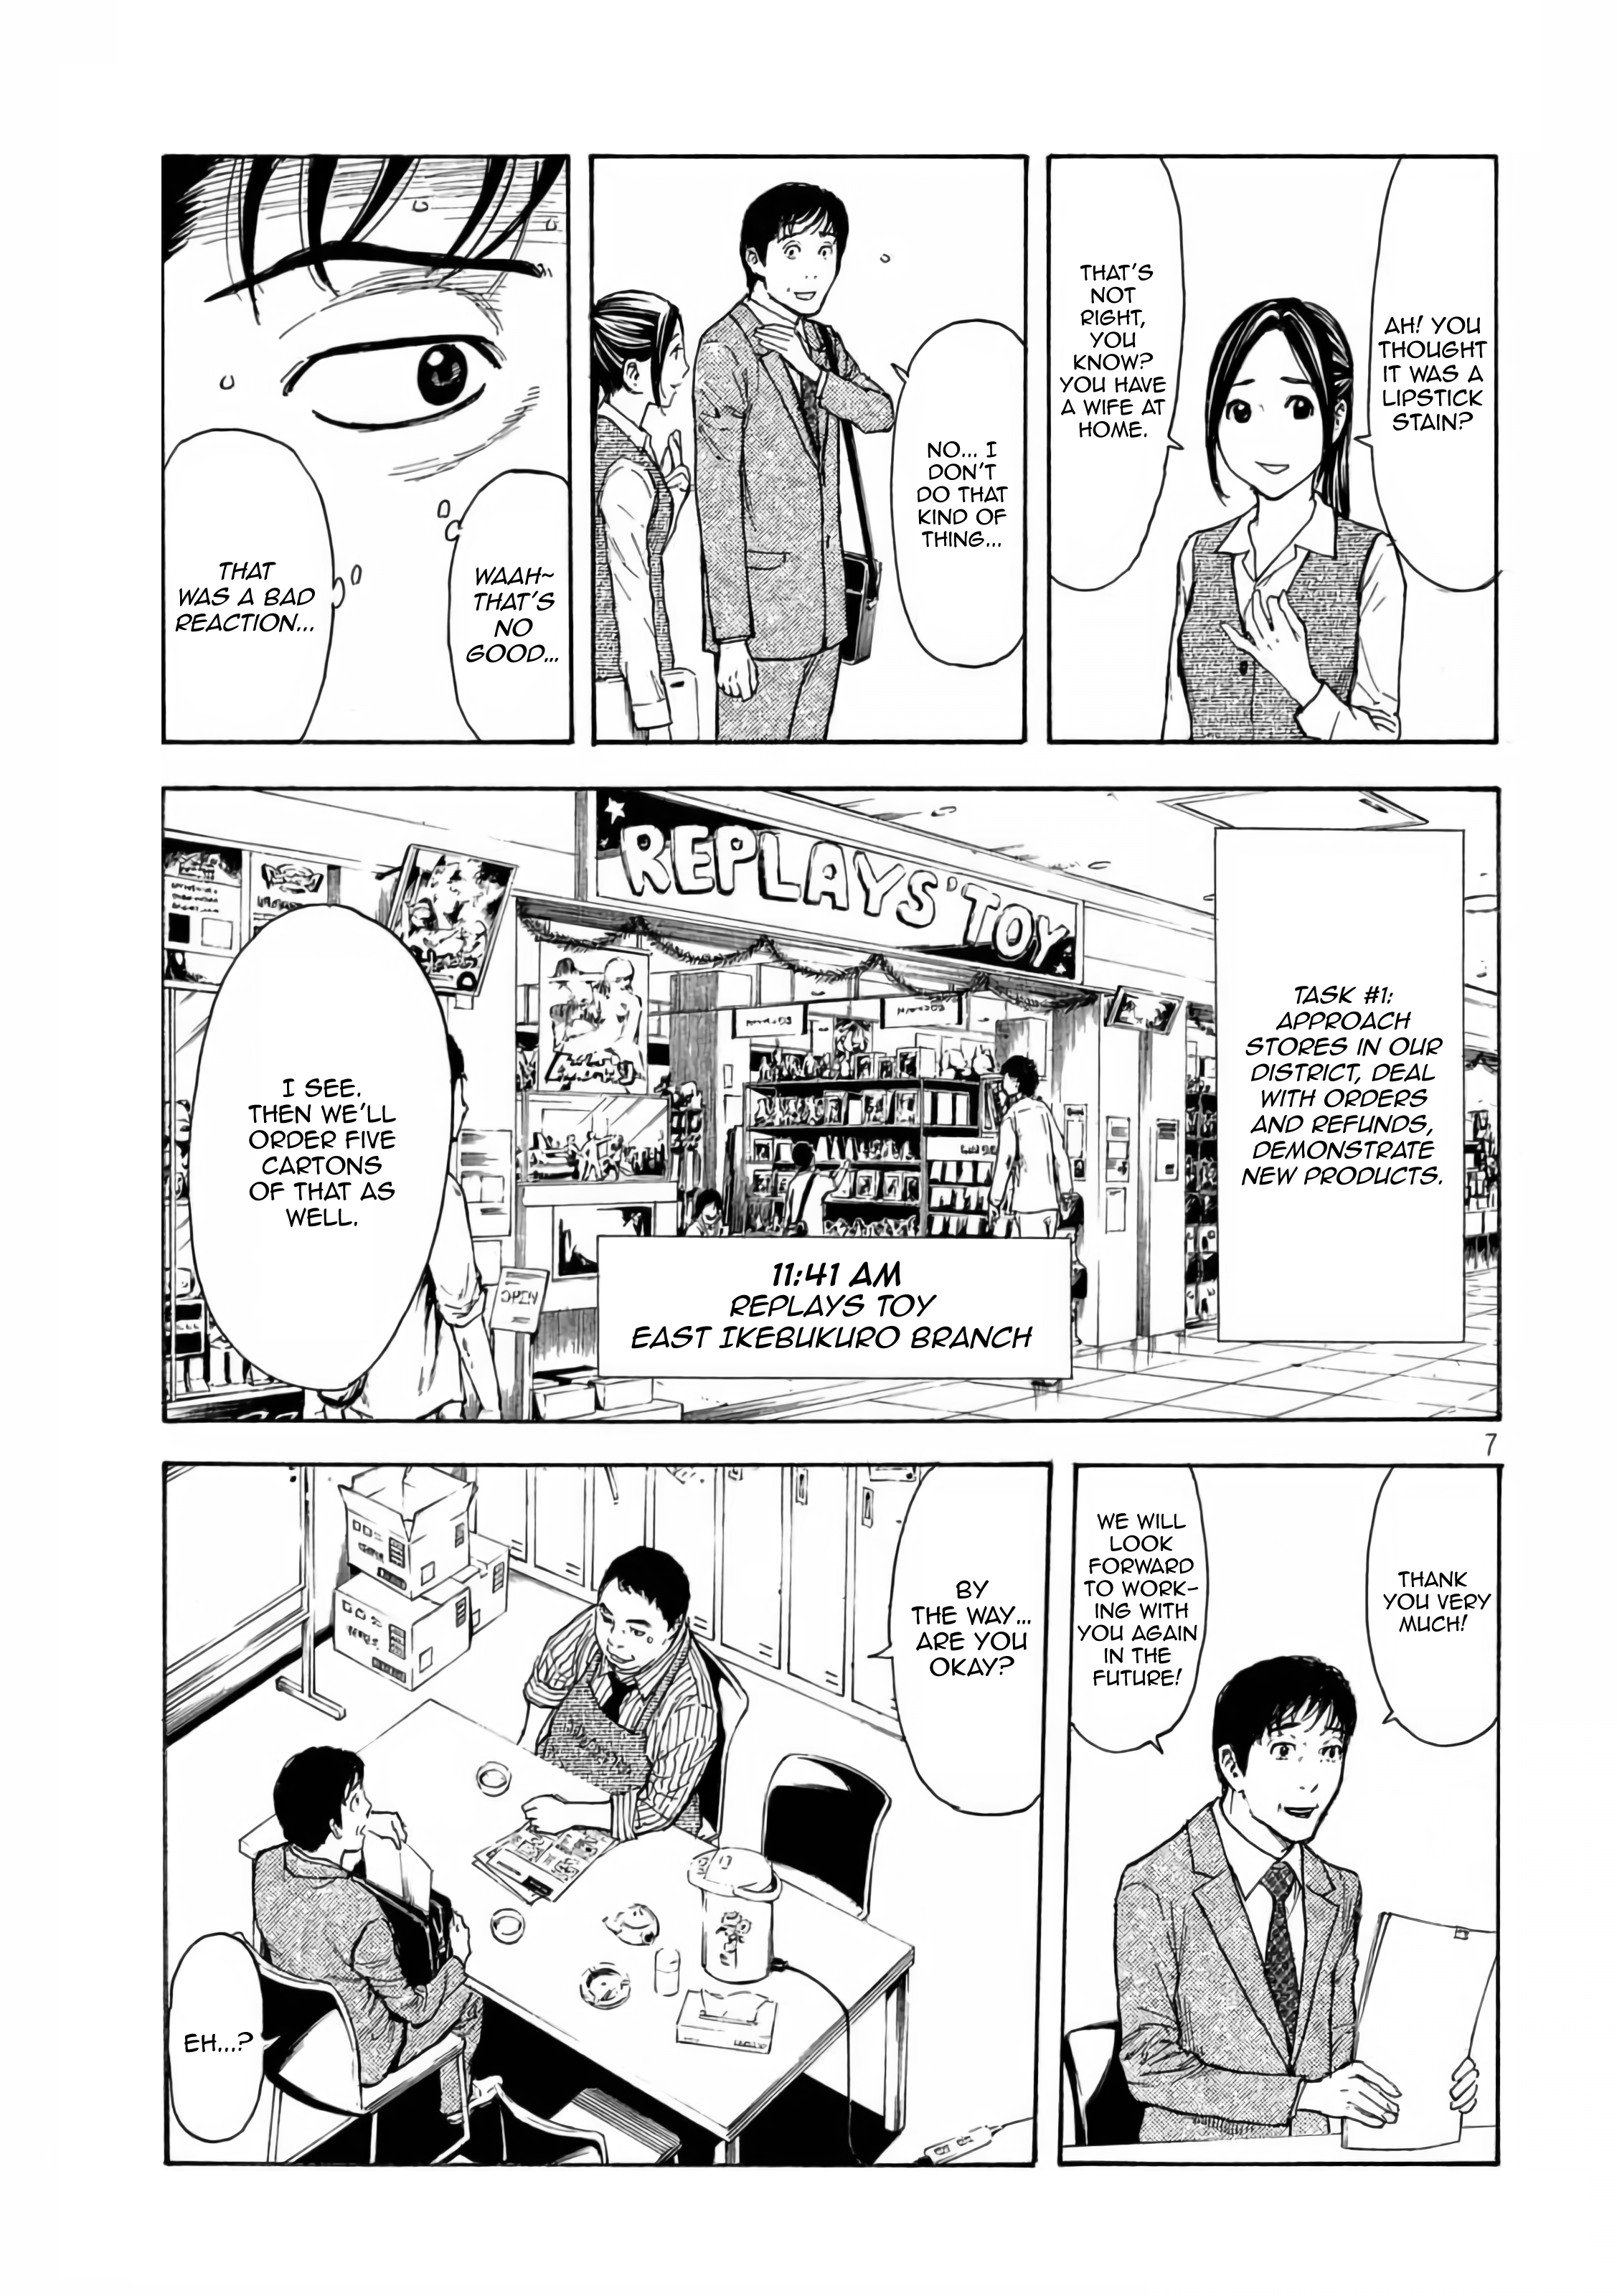 AH! YOU
THOUGHT
IT WAS A
LIPSTICK
STAIN?
THAT'S
NOT
RIGHT,
YOU
KNOW?
YOU HAVE
A WIFE AT
HOME.
NO... I
DON'T
DO THAT
KIND OF
THING...
WAAH~
THAT'S
NO
GOOD...
THAT
WAS A BAD
REACTION...
TASK #1:
APPROACH
STORES IN OUR
DISTRICT, DEAL
WITH ORDERS
AND REFUNDS,
DEMONSTRATE
NEW PRODUCTS.
REPLAYS' TOY
11:41 AM
REPLAYS TOY
EAST IKEBUKURO BRANCH
I SEE.
THEN WE'LL
ORDER FIVE
CARTONS
OF THAT AS
WELL.
7
THANK
YOU VERY
MUCH!
WE WILL
LOOK
FORWARD
TO WORK-
ING WITH
YOU AGAIN
IN THE
FUTURE!
BY
THE WAY...
ARE YOU
OKAY?
EH...?